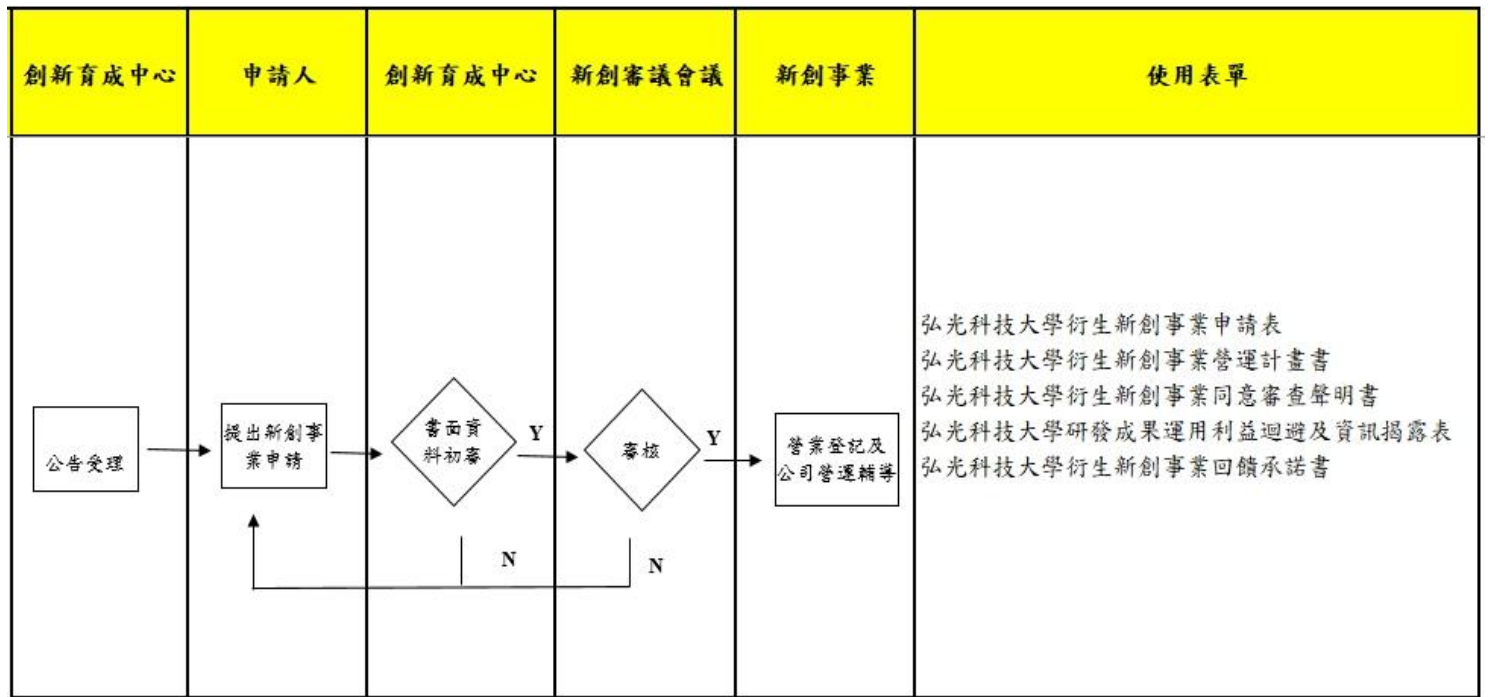 創新育成中心
申請人
創新育成中心
新創審議會議
新創事業
使用表單
公告受理
提出新創事
業申請
書面資
料初審
Y
N
審核
Y
N
營業登記及
公司營運輔導
弘光科技大學衍生新創事業申請表
弘光科技大學衍生新創事業營運計畫書
弘光科技大學衍生新創事業同意審查聲明書
弘光科技大學研發成果運用利益迴避及資訊揭露表
弘光科技大學衍生新創事業回饋承諾書